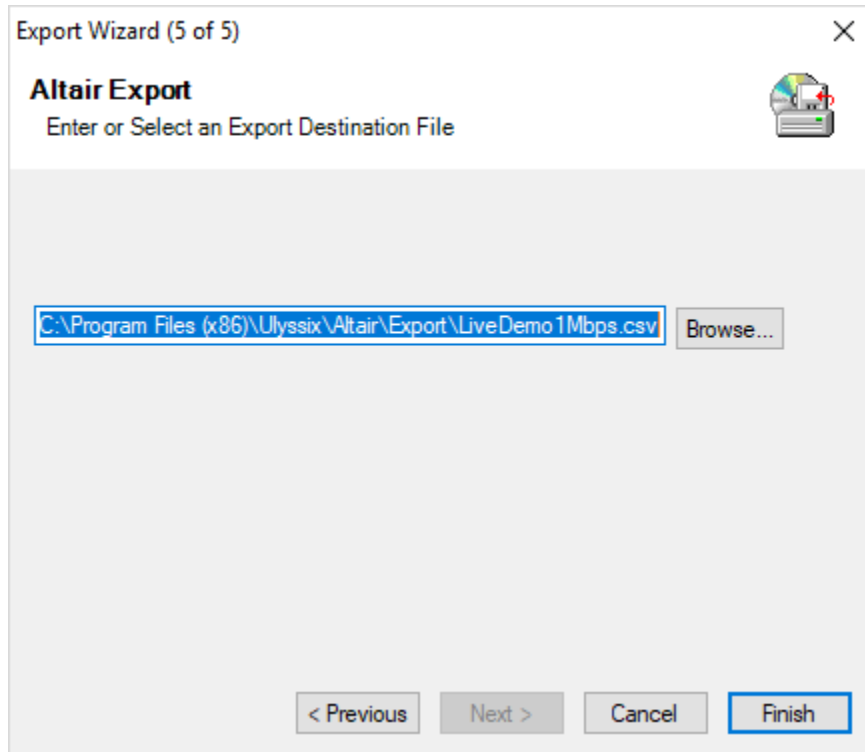 Export Wizard (5 of 5)
Altair Export
Enter or Select an Export Destination File
C:\Program Files (x86)\Ulyssix\Altair\Export\LiveDemo1Mbps.csv
Browse...
< Previous
Next >
Cancel
Finish